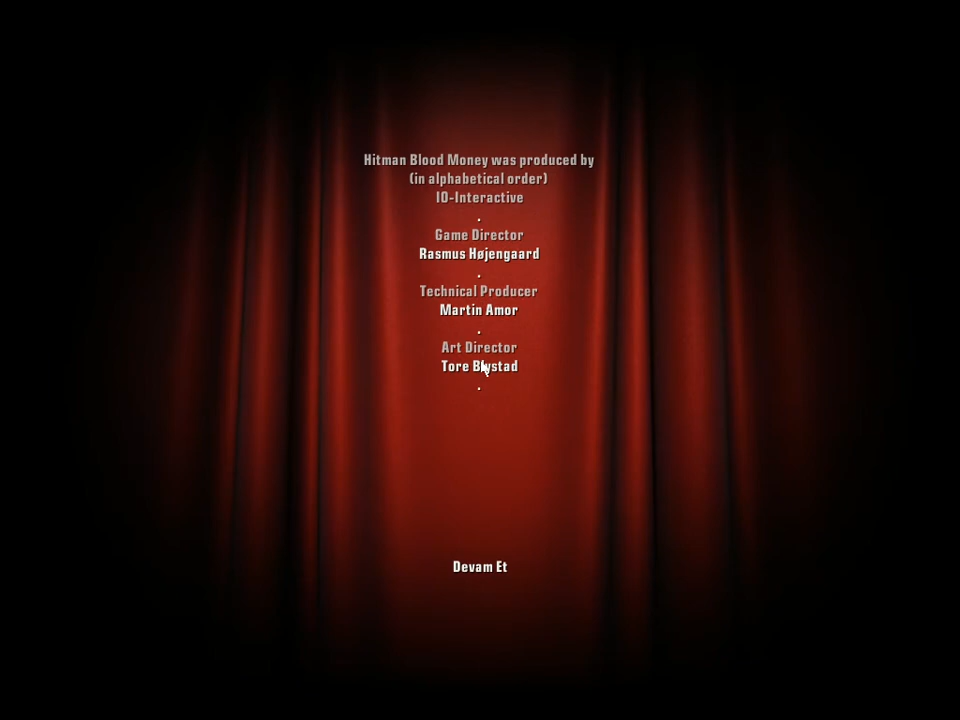 Hitman Blood Money was produced by
(in alphabetical order)
IO-Interactive
.
Game Director
Rasmus Højengaard
.
Technical Producer
Martin Amor
.
Art Director
Tore Blystad
.
Devam Et